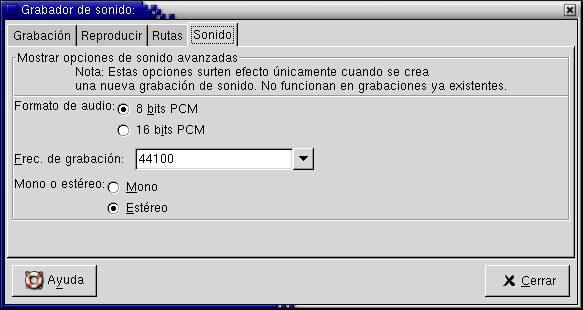 Grabador de sonido:
Grabación Reproducir Rutas Sonido
Mostrar opciones de sonido avanzadas
Nota: Estas opciones surten efecto únicamente cuando se crea
una nueva grabación de sonido. No funcionan en grabaciones ya existentes.
Formato de audio: 8 bits PCM
16 bits PCM
Frec. de grabación: 44100
Mono o estéreo: Mono
Estéreo
Ayuda Cerrar